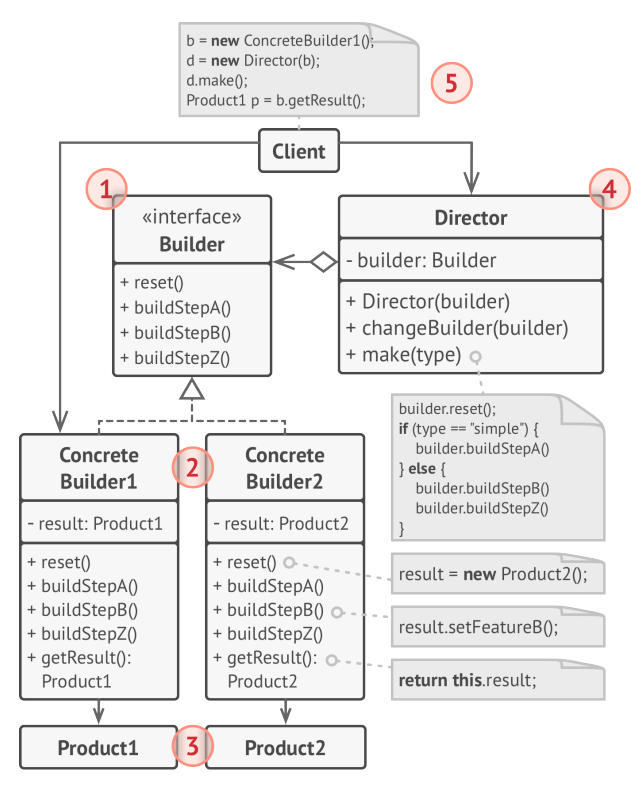 b = new ConcreteBuilder1();
d = new Director(b);
d.make();
Product1 p = b.getResult();
5
Client
1
«interface»
Builder
+ reset()
+ buildStepA()
+ buildStepB()
+ buildStepZ()
4
Director
- builder: Builder
+ Director(builder)
+ changeBuilder(builder)
+ make(type)
builder.reset();
if (type == "simple") {
builder.buildStepA()
} else {
builder.buildStepB()
builder.buildStepZ()
}
Concrete
Builder1
- result: Product1
+ reset()
+ buildStepA()
+ buildStepB()
+ buildStepZ()
+ getResult():
Product1
2
Concrete
Builder2
- result: Product2
+ reset()
+ buildStepA()
+ buildStepB()
+ buildStepZ()
+ getResult():
Product2
result = new Product2();
result.setFeatureB();
return this.result;
Product1
3
Product2